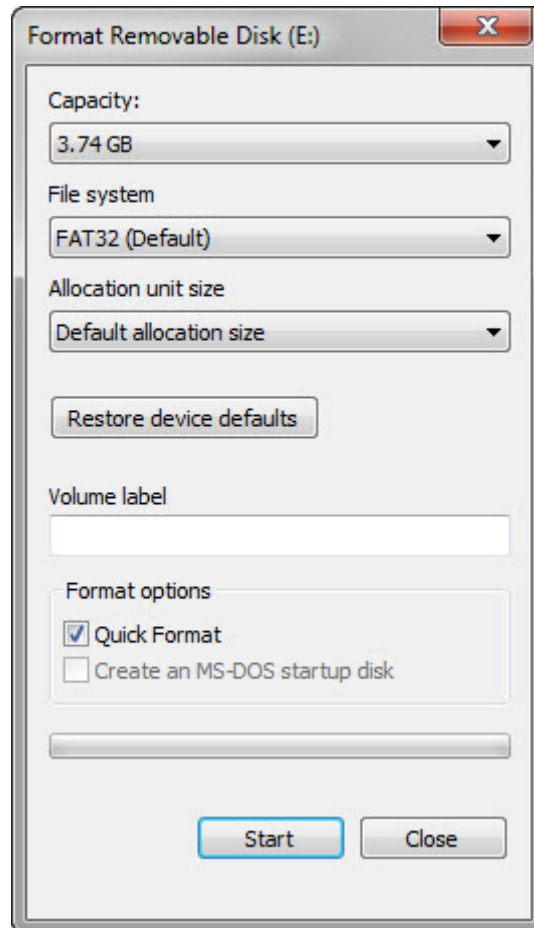 Format Removable Disk (E:)
Capacity:
3.74 GB
File system
FAT32 (Default)
Allocation unit size
Default allocation size
Restore device defaults
Volume label
Format options
Quick Format
Create an MS-DOS startup disk
Start Close